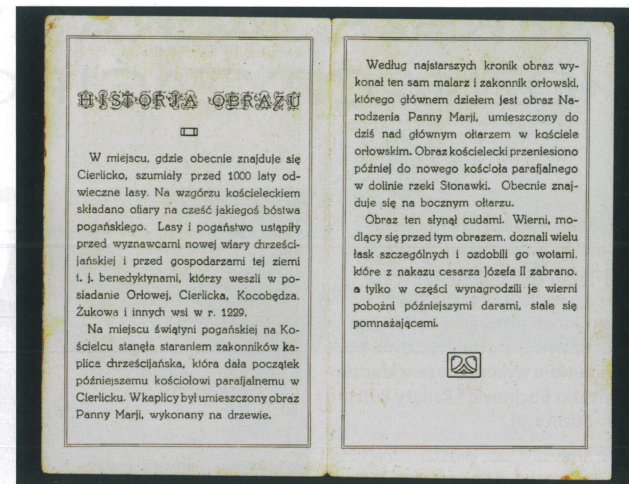 HISTORJA OBRAZU
W miejscu, gdzie obecnie znajduje się
Cierlicko, szumiały przed 1000 laty od-
wieczne lasy. Na wzgórzu kościeleckiem
składano ofiary na cześć jakiegoś bóstwa
pogańskiego. Lasy i pogaństwo ustąpiły
przed wyznawcami nowej wiary chrześci-
jańskiej i przed gospodarzami tej ziemi
t. j. benedyktynami, którzy weszli w po-
siadanie Orłowej, Cierlicka, Kocobędza.
Żukowa i innych wsi w r. 1229.
Na miejscu świątyni pogańskiej na Ko-
ścielcu stanęła staraniem zakonników ka-
plica chrześcijańska, która dała początek
późniejszemu kościołowi parafjalnemu w
Cierlicku. W kaplicy był umieszczony obraz
Panny Marji, wykonany na drzewie.
Według najstarszych kronik obraz wy-
konał ten sam malarz i zakonnik orłowski,
którego głównem dziełem jest obraz Na-
rodzenia Panny Marji, umieszczony do
dziś nad głównym ołtarzem w kościele
orłowskim. Obraz kościelecki przeniesiono
później do nowego kościoła parafjalnego
w dolinie rzeki Stonawki. Obecnie znaj-
duje się na bocznym ołtarzu.
Obraz ten słynął cudami. Wierni, mo-
dlący się przed tym obrazem. doznali wielu
łask szczególnych i ozdobili go wotami.
które z nakazu cesarza Józefa II zabrano.
a tylko w części wynagrodzili je wierni
pobożni późniejszymi darami, stale się
pomnażającemi.